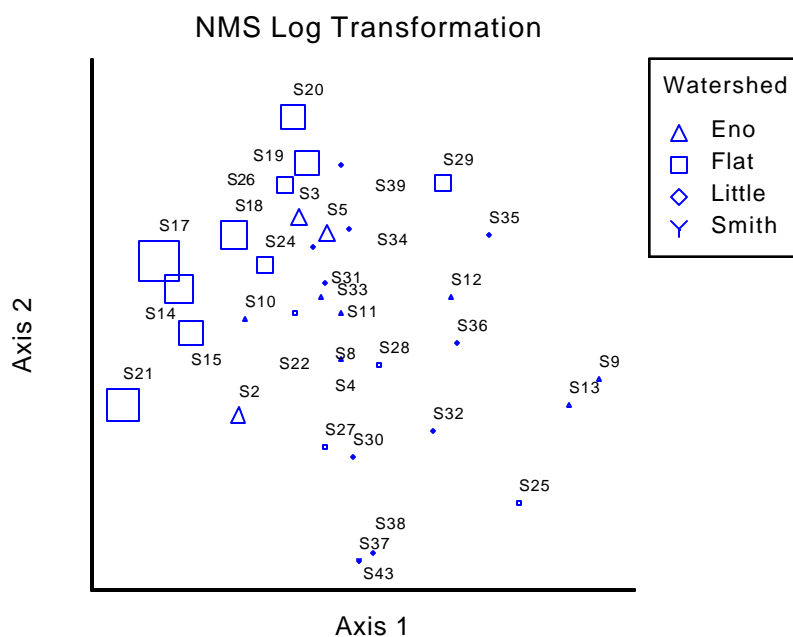 NMS Log Transformation
S20
S19
S26
S3
S39
S29
S17
S18
S5
S24
S34
S35
S31
S33
S12
S14
S10
S11
S36
S15
S22
S8
S28
S9
S21
S2
S4
S13
S27
S30
S32
S25
S38
S37
S43
Axis 2
Axis 1
Watershed
Eno
Flat
Little
Smith